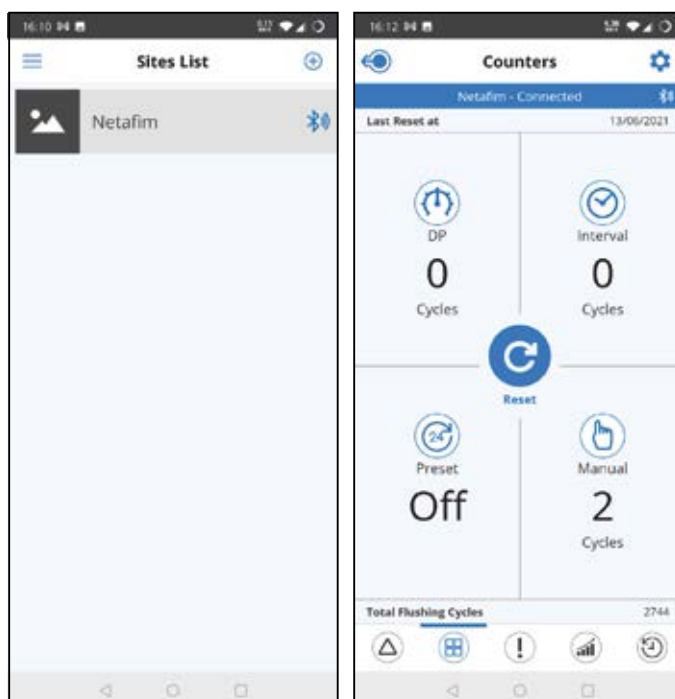 16:10
Sites List
Netafim
16:12
Counters
Netafim - Connected
Last Reset at 13/06/2021
DP
0
Cycles
Interval
0
Cycles
Reset
24
Preset
Off
Manual
2
Cycles
Total Flushing Cycles 2744